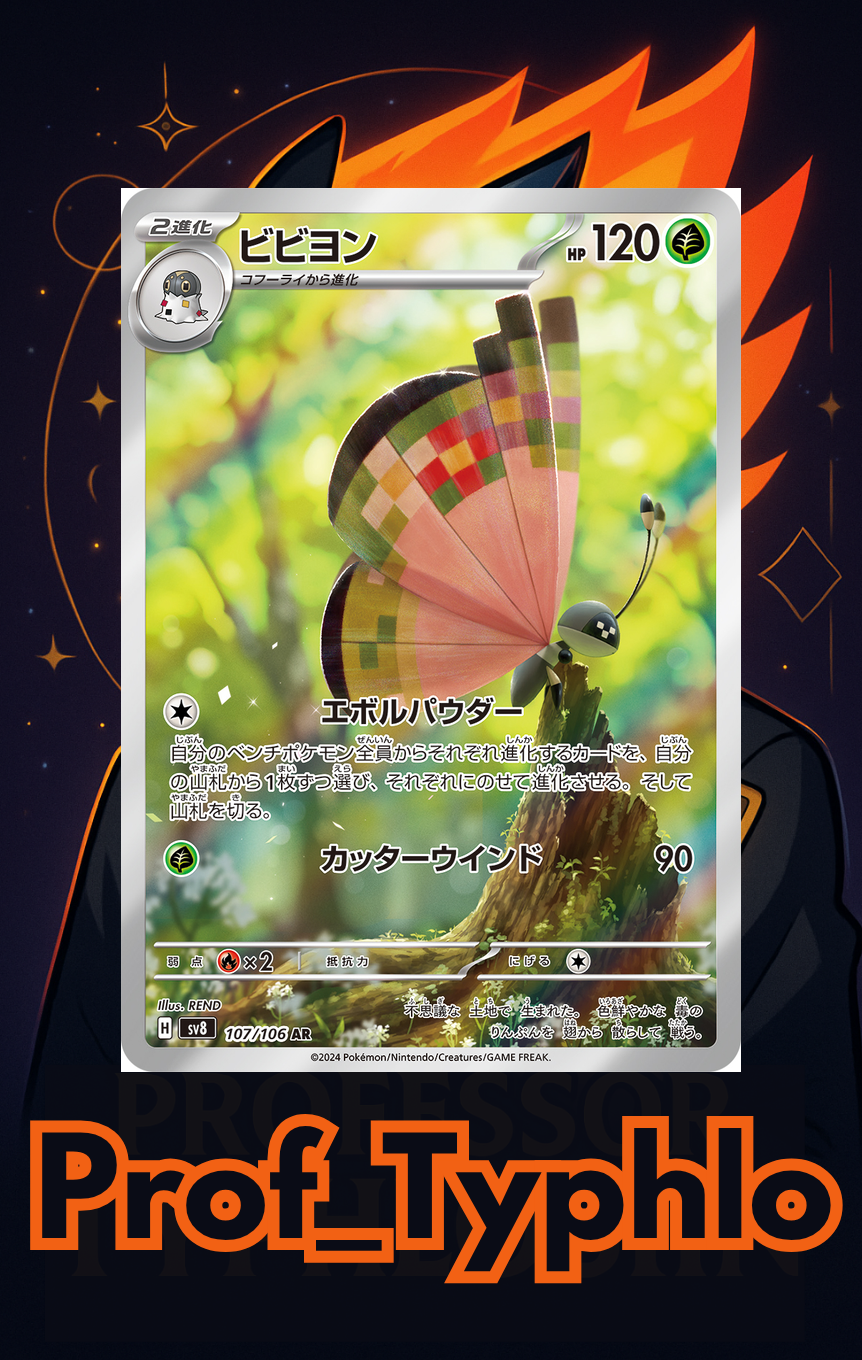 2進化
ビビヨン
HP 120
コフーライから進化
エボルパウダー
自分のベンチポケモン全員からそれぞれ進化するカードを、自分
の山札から1枚ずつ選び、それぞれにのせて進化させる。そして
山札を切る。
カッターウインド 90
弱点 ×2 抵抗力 にげる
Illus. REND
不思議な 土地で 生まれた。 色鮮やかな 毒の
りんぷんを 翅から 散らして 戦う。
H sv8 107/106 AR
©2024 Pokémon/Nintendo/Creatures/GAME FREAK.
PROFESSOR
Prof_Typhlo